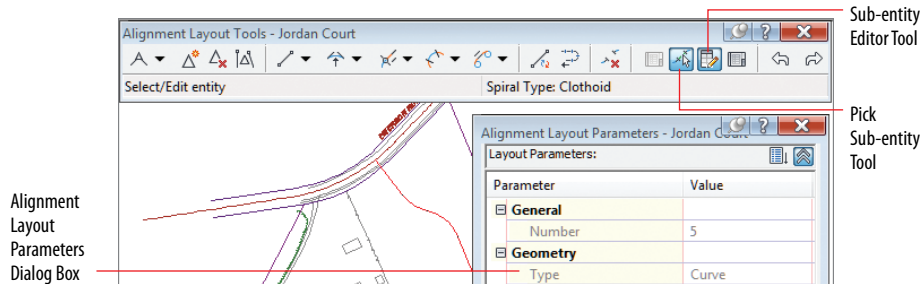 Alignment Layout Tools - Jordan Court
Sub-entity
Editor Tool
Select/Edit entity
Spiral Type: Clothoid
Pick
Sub-entity
Tool
Alignment Layout Parameters - Jordan Court
Layout Parameters:
Parameter Value
General
Number 5
Geometry
Type Curve
Alignment
Layout
Parameters
Dialog Box